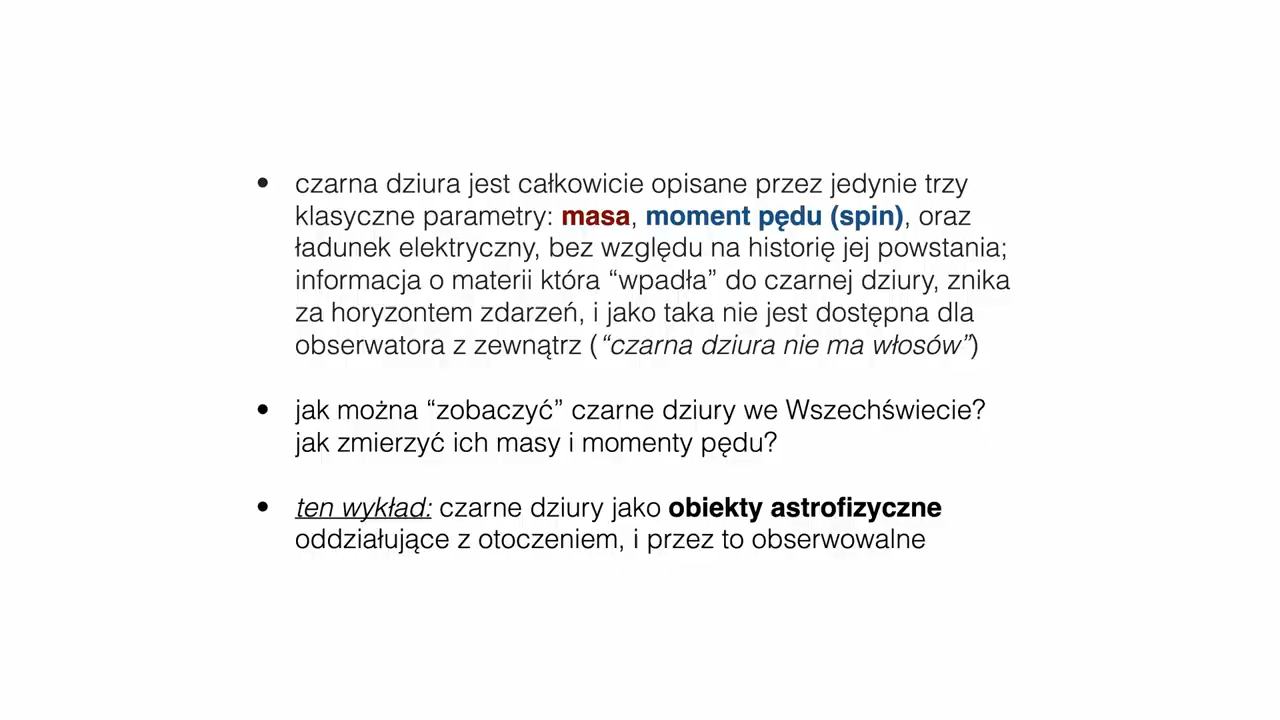 • czarna dziura jest całkowicie opisane przez jedynie trzy
klasyczne parametry: masa, moment pędu (spin), oraz
ładunek elektryczny, bez względu na historię jej powstania;
informacja o materii która “wpadła” do czarnej dziury, znika
za horyzontem zdarzeń, i jako taka nie jest dostępna dla
obserwatora z zewnątrz (“czarna dziura nie ma włosów”)
• jak można “zobaczyć” czarne dziury we Wszechświecie?
jak zmierzyć ich masy i momenty pędu?
• ten wykład: czarne dziury jako obiekty astrofizyczne
oddziałujące z otoczeniem, i przez to obserwowalne